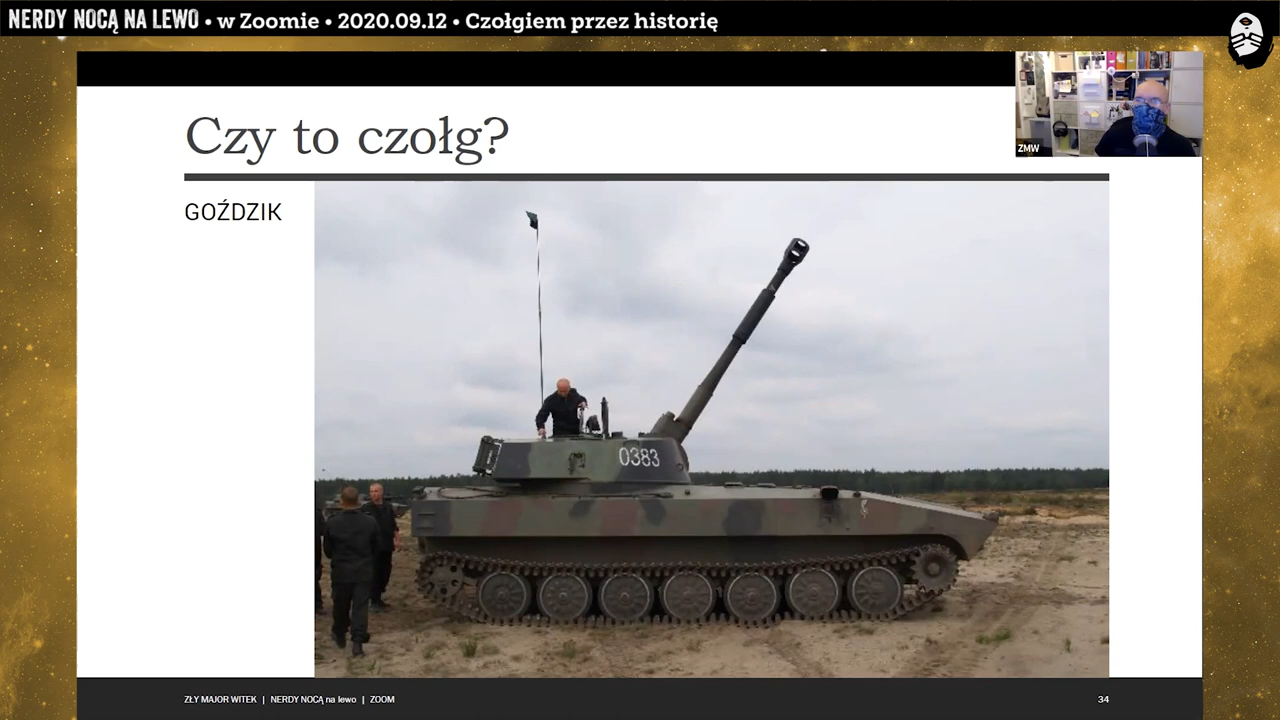 NERDY NOCĄ NA LEWO • w Zoomie • 2020.09.12 • Czołgiem przez historię
ZMW
Czy to czołg?
GOŹDZIK
0383
ZŁY MAJOR WITEK | NERDY NOCĄ na lewo | ZOOM
34